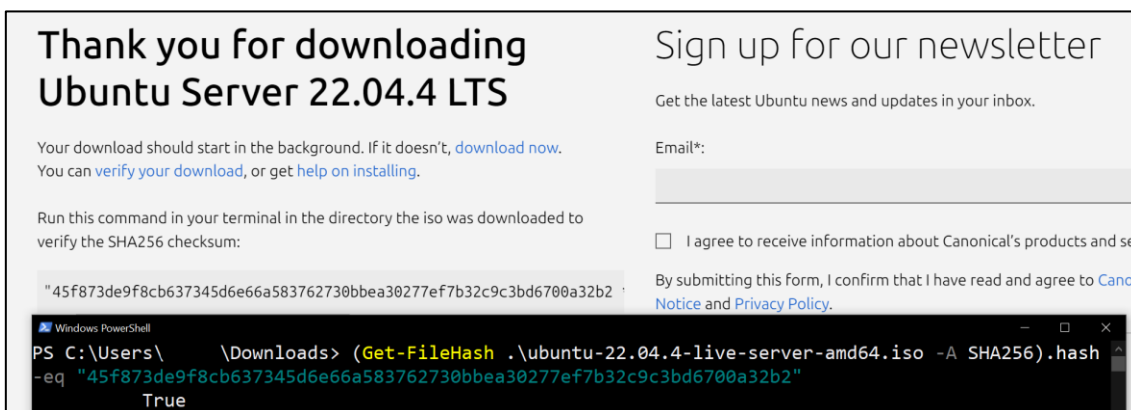 Thank you for downloading
Ubuntu Server 22.04.4 LTS
Your download should start in the background. If it doesn't, download now.
You can verify your download, or get help on installing.
Run this command in your terminal in the directory the iso was downloaded to
verify the SHA256 checksum:
"45f873de9f8cb637345d6e66a583762730bbea30277ef7b32c9c3bd6700a32b2
Sign up for our newsletter
Get the latest Ubuntu news and updates in your inbox.
Email*:
I agree to receive information about Canonical's products and se
By submitting this form, I confirm that I have read and agree to Cano
Notice and Privacy Policy.
Windows PowerShell
PS C:\Users\ \Downloads> (Get-FileHash .\ubuntu-22.04.4-live-server-amd64.iso -A SHA256).hash
-eq "45f873de9f8cb637345d6e66a583762730bbea30277ef7b32c9c3bd6700a32b2"
True